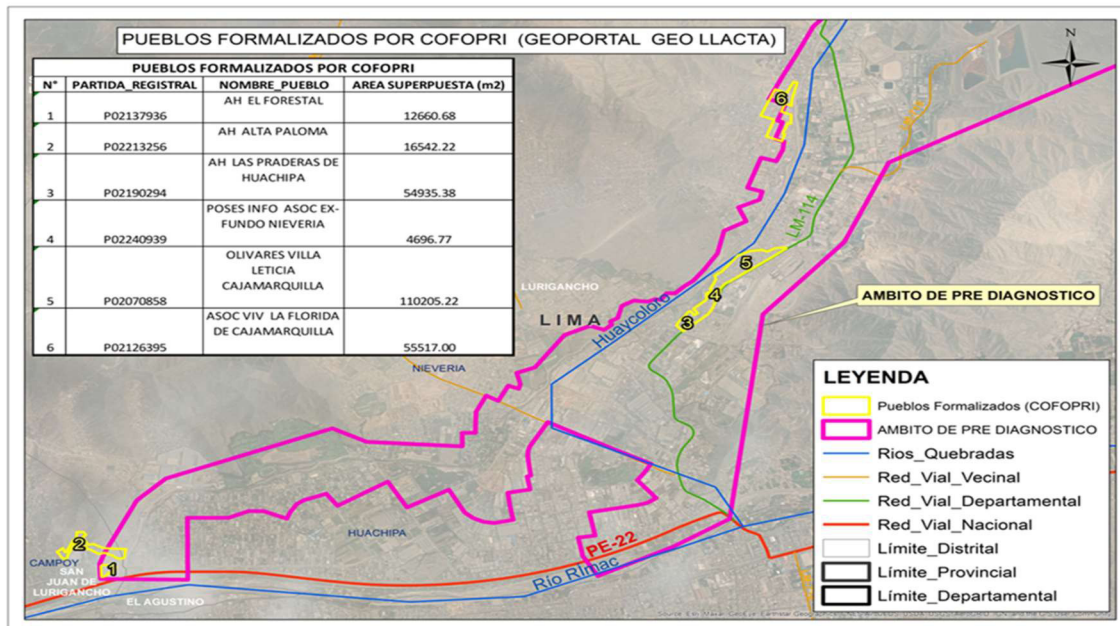 PUEBLOS FORMALIZADOS POR COFOPRI (GEOPORTAL GEO LLACTA)
PUEBLOS FORMALIZADOS POR COFOPRI
N° PARTIDA_REGISTRAL NOMBRE_PUEBLO AREA SUPERPUESTA (m2)
1 P02137936 AH EL FORESTAL 12660.68
2 P02213256 AH ALTA PALOMA 16542.22
AH LAS PRADERAS DE
3 P02190294 HUACHIPA 54935.38
POSES INFO ASOC EX-
4 P02240939 FUNDO NIEVERIA 4696.77
OLIVARES VILLA
LETICIA
5 P02070858 CAJAMARQUILLA 110205.22
ASOC VIV LA FLORIDA
DE CAJAMARQUILLA
6 P02126395 55517.00
N
6
LM-114
5
4
3
LURIGANCHO
LIMA
Huaycoloro
AMBITO DE PRE DIAGNOSTICO
NIEVERIA
HUACHIPA
PE-22
Río RImac
2
1
CAMPOY
SAN
JUAN DE
LURIGANCHO
EL AGUSTINO
LEYENDA
Pueblos Formalizados (COFOPRI)
AMBITO DE PRE DIAGNOSTICO
Rios_Quebradas
Red_Vial_Vecinal
Red_Vial_Departamental
Red_Vial_Nacional
Límite_Distrital
Límite_Provincial
Límite_Departamental